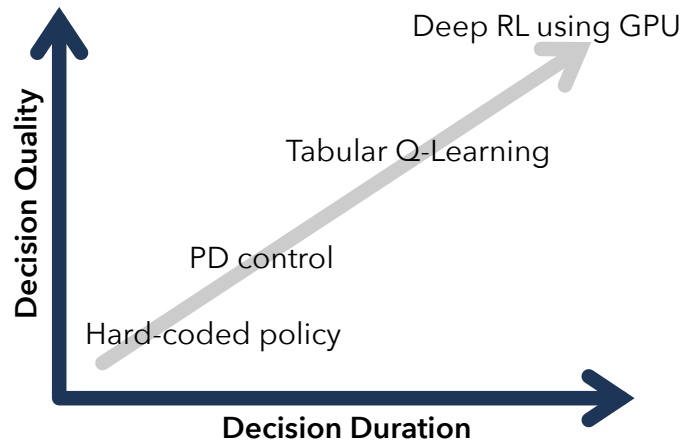 Deep RL using GPU
Tabular Q-Learning
PD control
Hard-coded policy
Decision Quality
Decision Duration